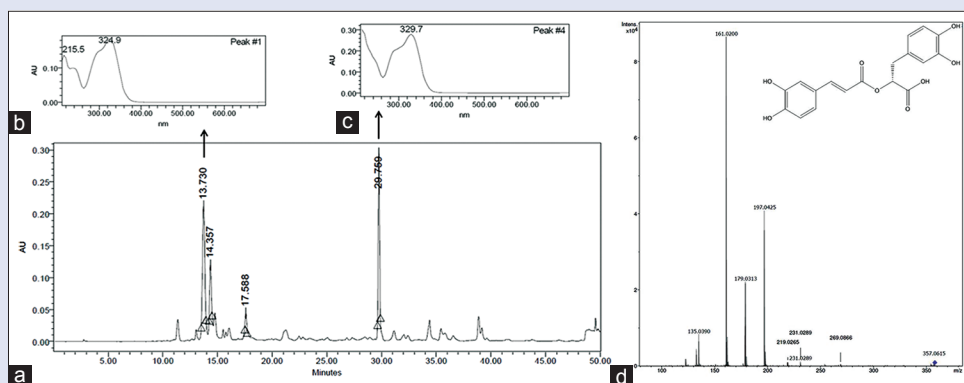 Peak #1
215.5
324.9
AU
0.10
0.00
300.00 400.00 500.00 600.00
nm
b
Peak #4
0.30
329.7
AU
0.20
0.10
0.00
300.00 400.00 500.00 600.00
nm
c
0.30
0.25
0.20
AU
0.15
0.10
0.05
0.00
13.730
14.357
17.588
29.759
5.00 10.00 15.00 20.00 25.00 30.00 35.00 40.00 45.00 50.00
Minutes
a
Intens.
x10⁴
8
6
4
2
0
161.0200
197.0425
179.0313
135.0390
219.0265
231.0289
+231.0289
269.0866
357.0615
100 150 200 250 300 350 m/z
d
OH
OH
O
O
OH
O
HO
HO